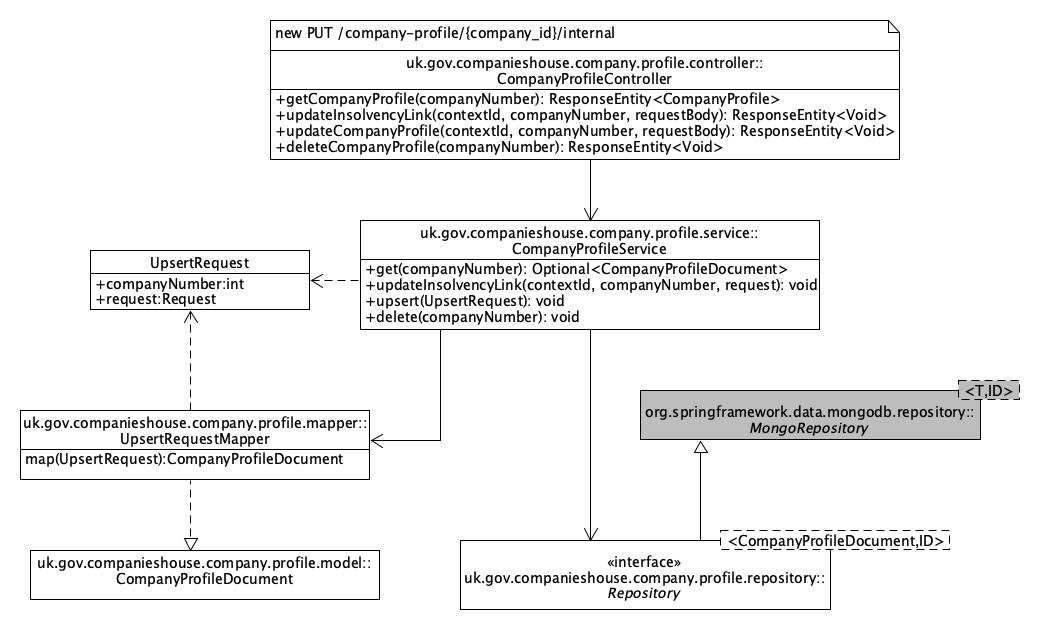 new PUT /company-profile/{company_id}/internal
uk.gov.companieshouse.company.profile.controller::
CompanyProfileController
+getCompanyProfile(companyNumber): ResponseEntity<CompanyProfile>
+updateInsolvencyLink(contextId, companyNumber, requestBody): ResponseEntity<Void>
+updateCompanyProfile(contextId, companyNumber, requestBody): ResponseEntity<Void>
+deleteCompanyProfile(companyNumber): ResponseEntity<Void>
uk.gov.companieshouse.company.profile.service::
CompanyProfileService
+get(companyNumber): Optional<CompanyProfileDocument>
+updateInsolvencyLink(contextId, companyNumber, request): void
+upsert(UpsertRequest): void
+delete(companyNumber): void
UpsertRequest
+companyNumber:int
+request:Request
<T,ID>
org.springframework.data.mongodb.repository::
MongoRepository
uk.gov.companieshouse.company.profile.mapper::
UpsertRequestMapper
map(UpsertRequest):CompanyProfileDocument
uk.gov.companieshouse.company.profile.model::
CompanyProfileDocument
<CompanyProfileDocument,ID>
«interface»
uk.gov.companieshouse.company.profile.repository::
Repository